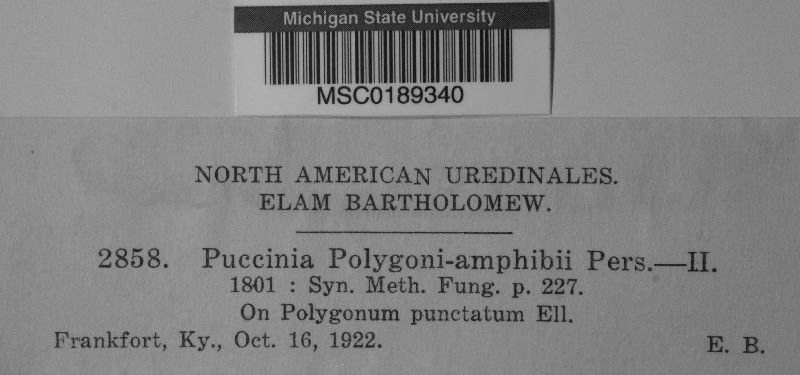 Michigan State University
MSC0189340
NORTH AMERICAN UREDINALES.
ELAM BARTHOLOMEW.
2858. Puccinia Polygoni-amphibii Pers.—II.
1801 : Syn. Meth. Fung. p. 227.
On Polygonum punctatum Ell.
Frankfort, Ky., Oct. 16, 1922. E. B.